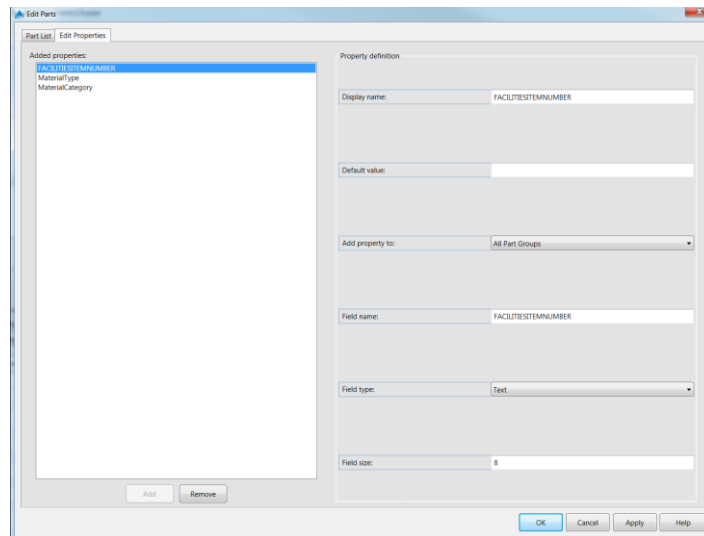 Edit Parts
Part List
Edit Properties
Added properties:
FACILITIESITEMNUMBER
MaterialType
MaterialCategory
Add
Remove
Property definition
Display name: FACILITIESITEMNUMBER
Default value:
Add property to: All Part Groups
Field name: FACILITIESITEMNUMBER
Field type: Text
Field size: 8
OK Cancel Apply Help